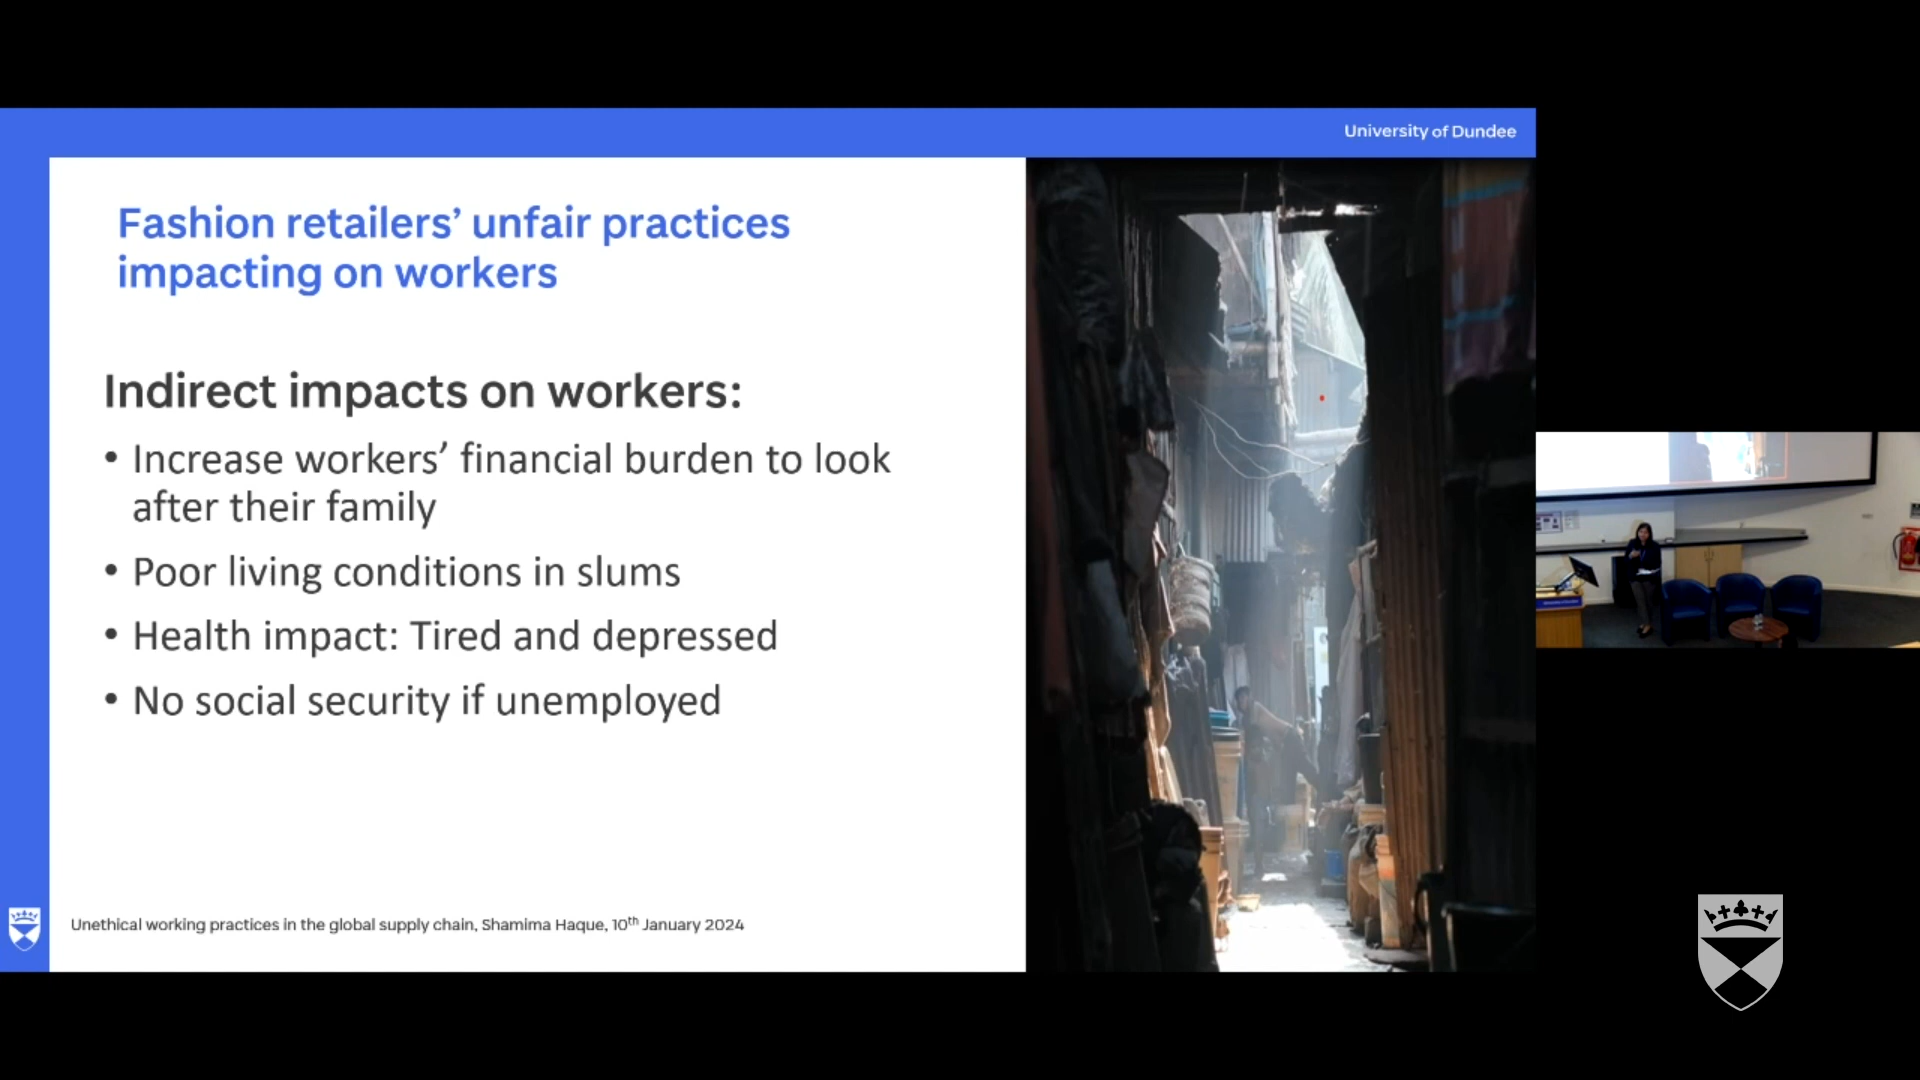 University of Dundee
Fashion retailers’ unfair practices
impacting on workers
Indirect impacts on workers:
• Increase workers’ financial burden to look
after their family
• Poor living conditions in slums
• Health impact: Tired and depressed
• No social security if unemployed
Unethical working practices in the global supply chain, Shamima Haque, 10th January 2024